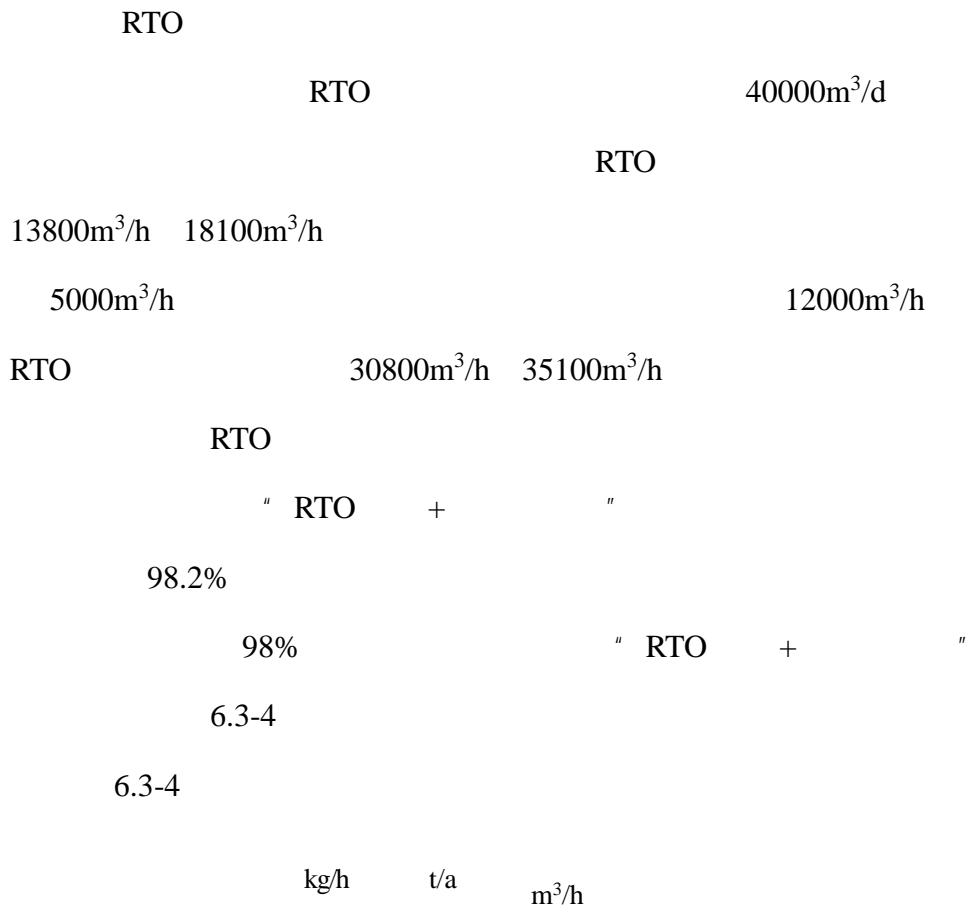 RTO
RTO 40000m³/d
RTO
13800m³/h 18100m³/h
5000m³/h 12000m³/h
RTO 30800m³/h 35100m³/h
RTO
“ RTO + ”
98.2%
98% “ RTO + ”
6.3-4
6.3-4
kg/h t/a m³/h